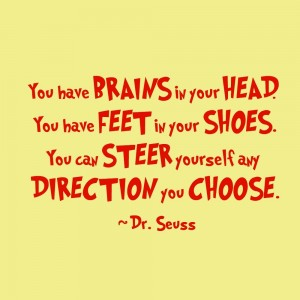 You have BRAINS in your HEAD.
You have FEET in your SHOES.
You can STEER yourself any
DIRECTION you CHOOSE.
~ Dr. Seuss